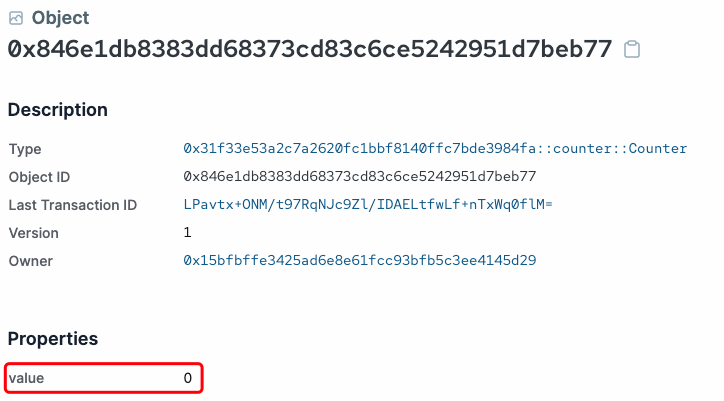 Object
0x846e1db8383dd68373cd83c6ce5242951d7beb77
Description
Type 0x31f33e53a2c7a2620fc1bbf8140ffc7bde3984fa::counter::Counter
Object ID 0x846e1db8383dd68373cd83c6ce5242951d7beb77
Last Transaction ID LPavtx+ONM/t97RqNJc9Zl/IDAELtfwLf+nTxWq0flM=
Version 1
Owner 0x15bfbffe3425ad6e8e61fcc93bfb5c3ee4145d29
Properties
value 0